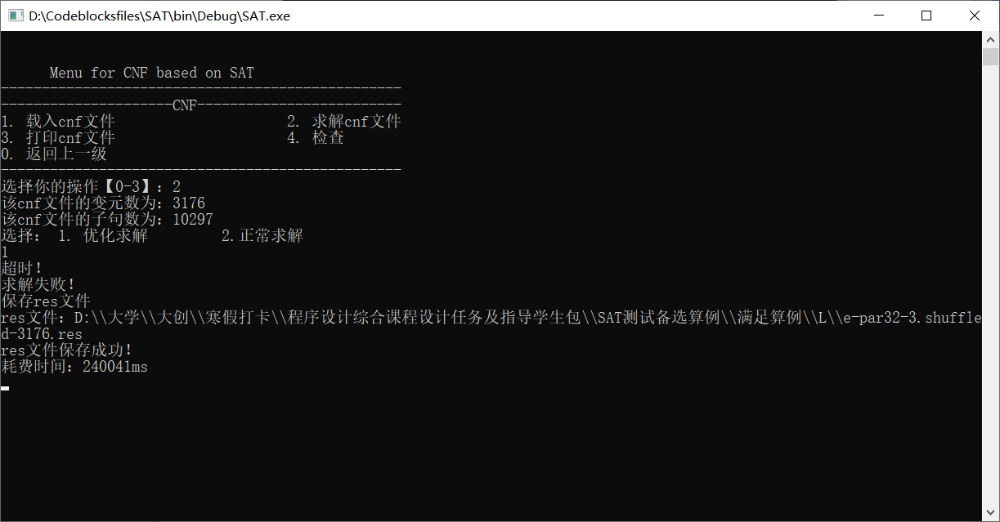 D:\Codeblocksfiles\SAT\bin\Debug\SAT.exe
Menu for CNF based on SAT
-------------------------------------------------
---------------------CNF-------------------------
1. 载入cnf文件 2. 求解cnf文件
3. 打印cnf文件 4. 检查
0. 返回上一级
-------------------------------------------------
选择你的操作【0-3】: 2
该cnf文件的变元数为: 3176
该cnf文件的子句数为: 10297
选择: 1. 优化求解 2.正常求解
1
超时!
求解失败!
保存res文件
res文件: D:\\大学\\大创\\寒假打卡\\程序设计综合课程设计任务及指导学生包\\SAT测试备选算例\\满足算例\\L\\e-par32-3.shuffle
d-3176.res
res文件保存成功!
耗费时间: 240041ms